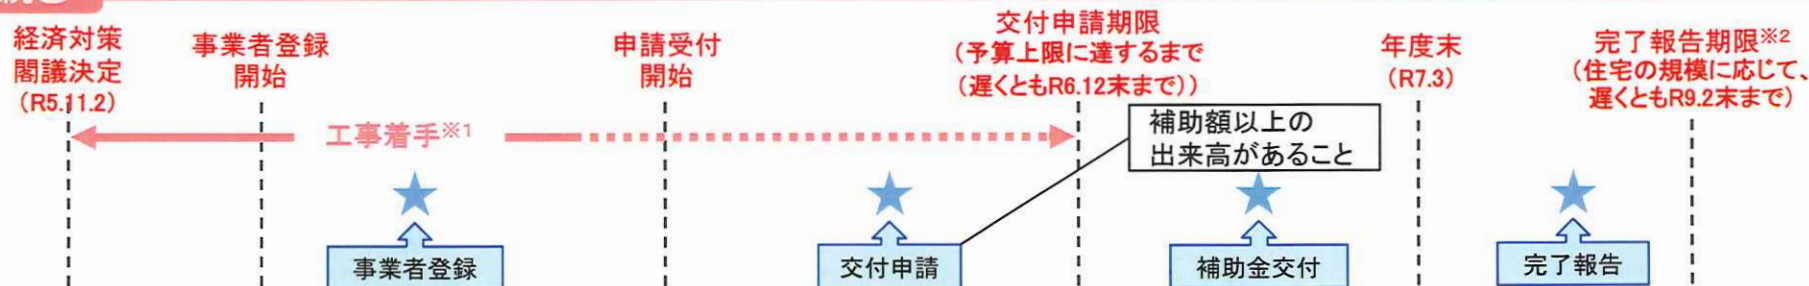 経済対策
閣議決定
（R5.11.2）
事業者登録
開始
申請受付
開始
交付申請期限
（予算上限に達するまで
（遅くともR6.12末まで））
年度末
（R7.3）
完了報告期限※2
（住宅の規模に応じて、
遅くともR9.2末まで）
工事着手※1
補助額以上の
出来高があること
事業者登録
交付申請
補助金交付
完了報告